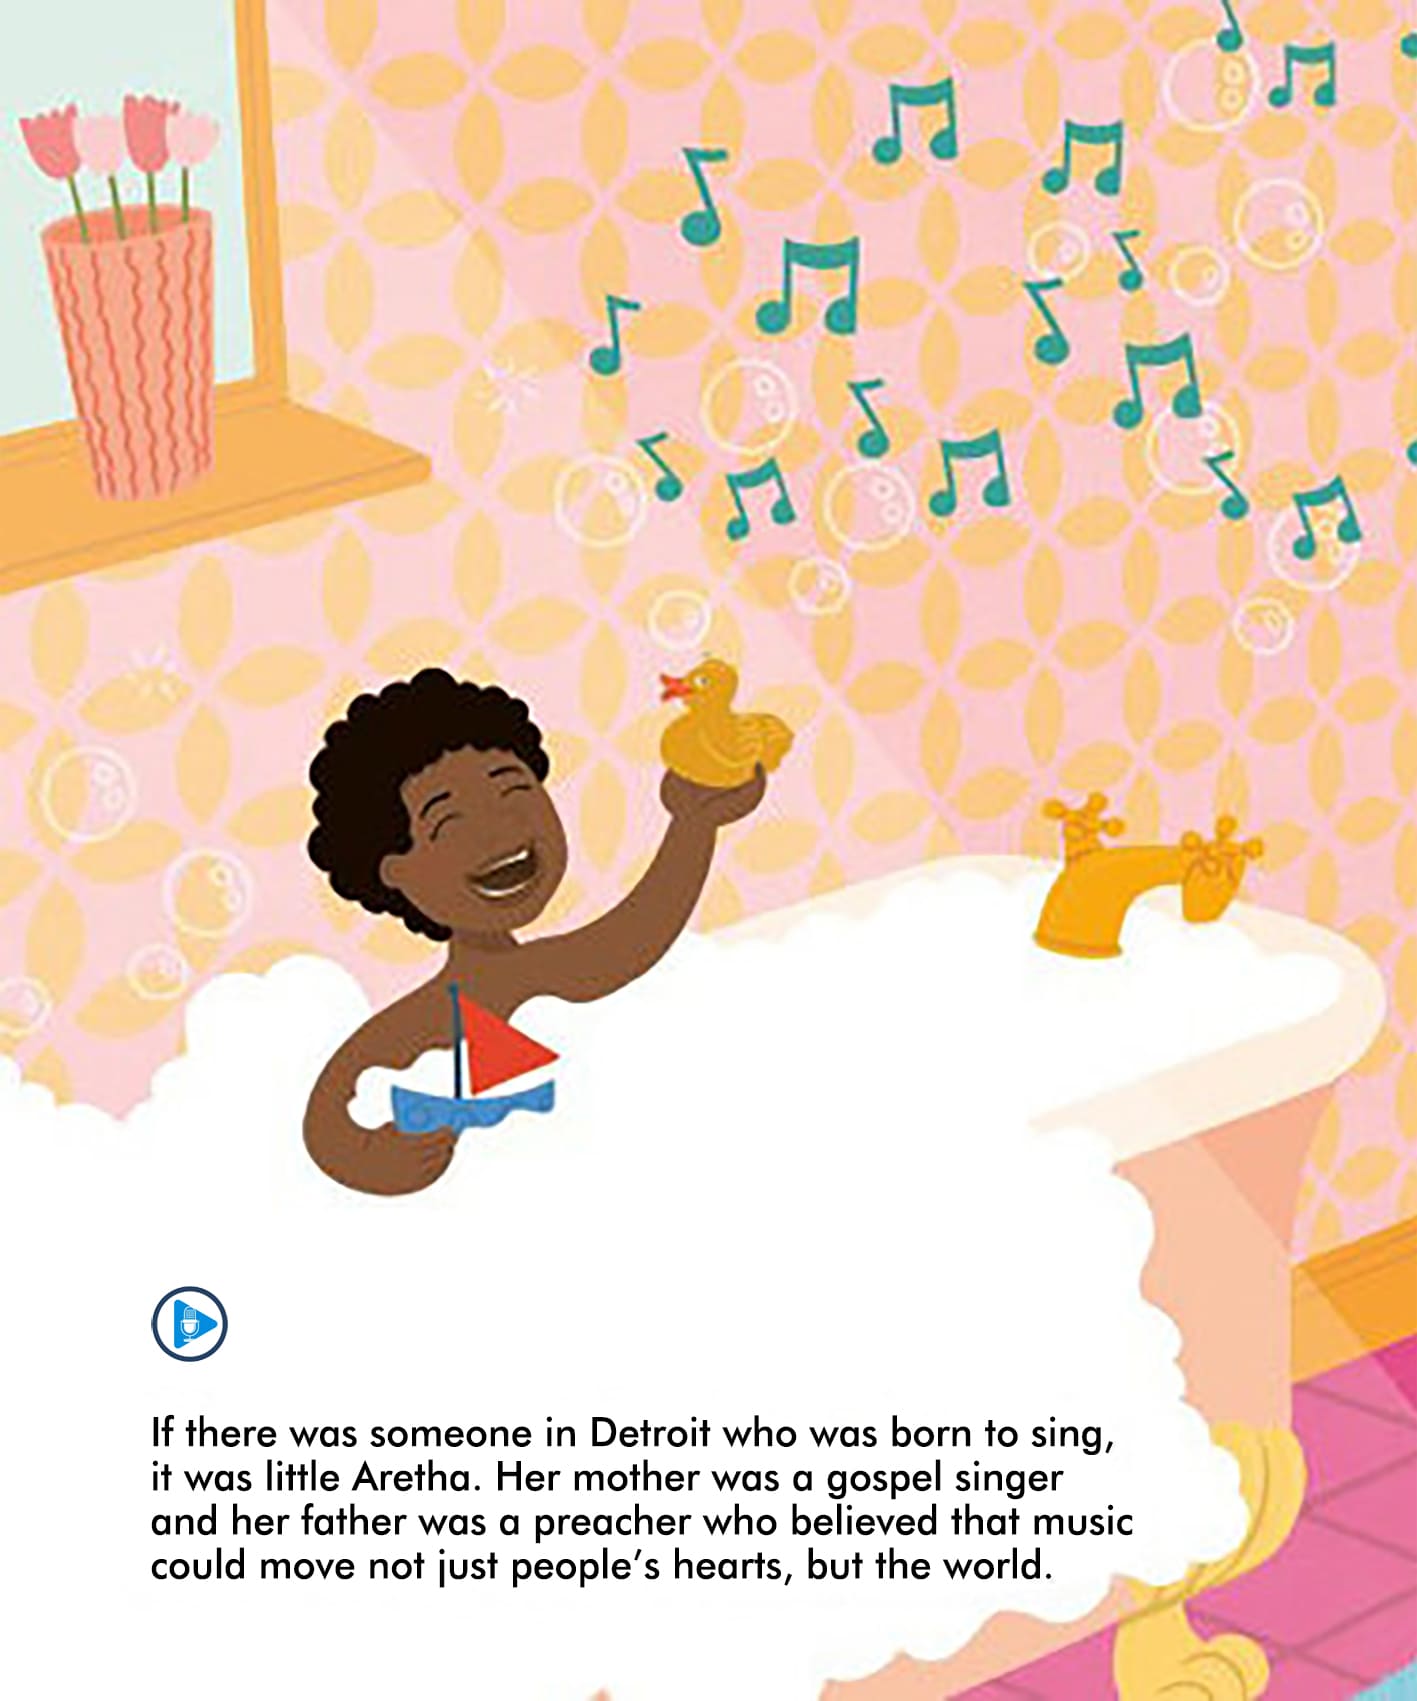 If there was someone in Detroit who was born to sing,
it was little Aretha. Her mother was a gospel singer
and her father was a preacher who believed that music
could move not just people’s hearts, but the world.